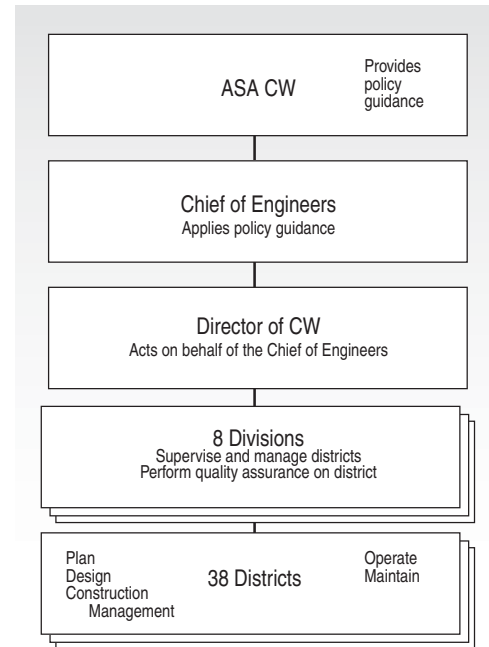 ASA CW
Provides
policy
guidance
Chief of Engineers
Applies policy guidance
Director of CW
Acts on behalf of the Chief of Engineers
8 Divisions
Supervise and manage districts
Perform quality assurance on district
Plan
Design
Construction
Management
38 Districts
Operate
Maintain